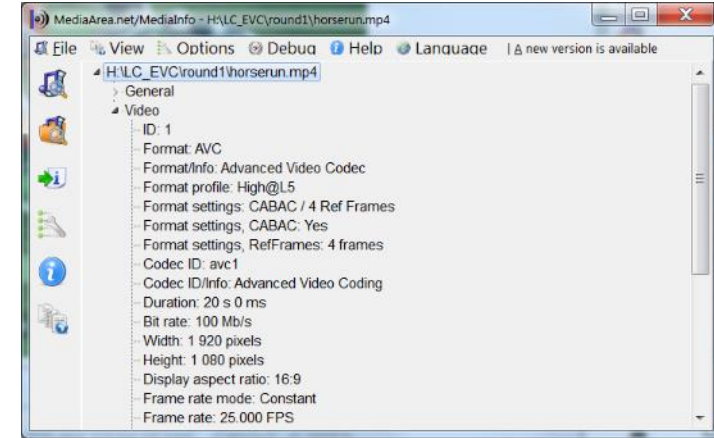 MediaArea.net/MediaInfo - H:\LC_EVC\round1\horserun.mp4
File View Options Debug Help Language | A new version is available
H:\LC_EVC\round1\horserun.mp4
General
Video
ID: 1
Format: AVC
Format/Info: Advanced Video Codec
Format profile: High@L5
Format settings: CABAC / 4 Ref Frames
Format settings, CABAC: Yes
Format settings, RefFrames: 4 frames
Codec ID: avc1
Codec ID/Info: Advanced Video Coding
Duration: 20 s 0 ms
Bit rate: 100 Mb/s
Width: 1 920 pixels
Height: 1 080 pixels
Display aspect ratio: 16:9
Frame rate mode: Constant
Frame rate: 25.000 FPS